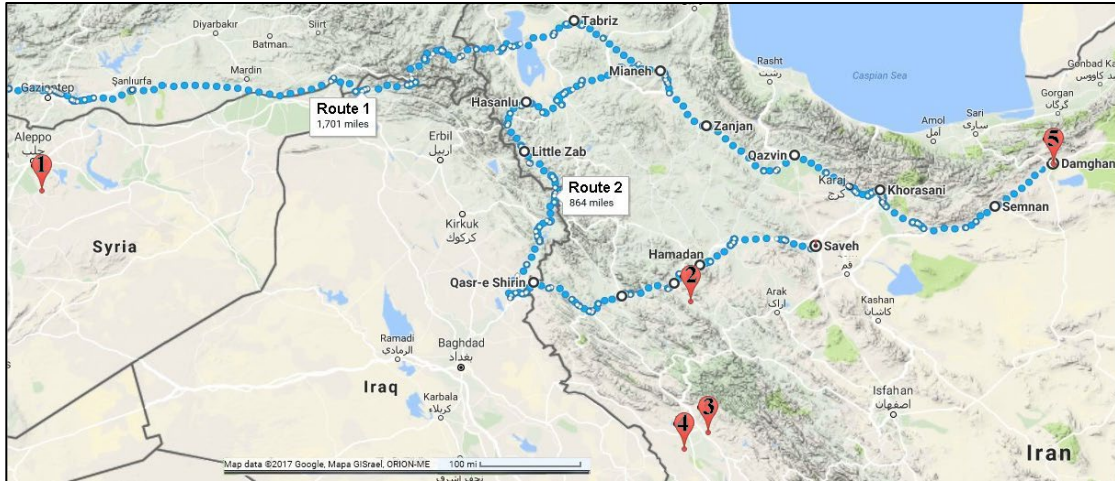 Diyarbakır
Siirt
Batman
Tabriz
Mardin
Şanlıurfa
Gaziantep
Mianeh
Rasht
رشت
Caspian Sea
Gonbad Ka
گنبد کاووس
Gorgan
گرگان
Route 1
1,701 miles
Hasanlu
Aleppo
حلب
1
Erbil
اربيل
Zanjan
Amol
آمل
Sari
ساری
Little Zab
Qazvin
5
Damghan
Karaj
کرج
Khorasani
Route 2
864 miles
Semnan
Kirkuk
كركوك
Syria
Hamadan
Saveh
قم
Qasr-e Shirin
2
Arak
اراک
Kashan
کاشان
Ramadi
الرمادي
Baghdad
بغداد
Iraq
Karbala
كربلاء
Isfahan
اصفهان
3
4
Iran
Map data ©2017 Google, Mapa GISrael, ORION-ME
100 mi